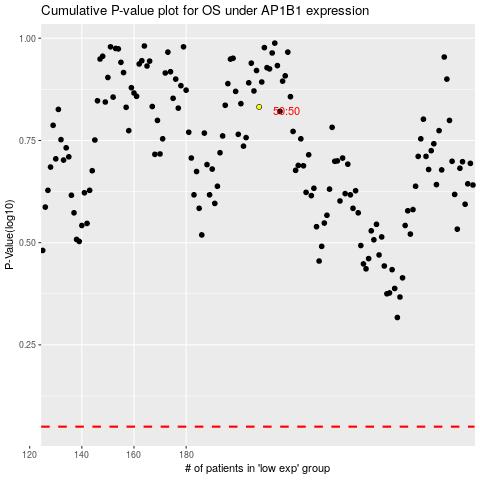 Cumulative P-value plot for OS under AP1B1 expression
1.00
0.75
50:50
P-Value(log10)
0.50
0.25
120 124 140 160 180
# of patients in 'low exp' group